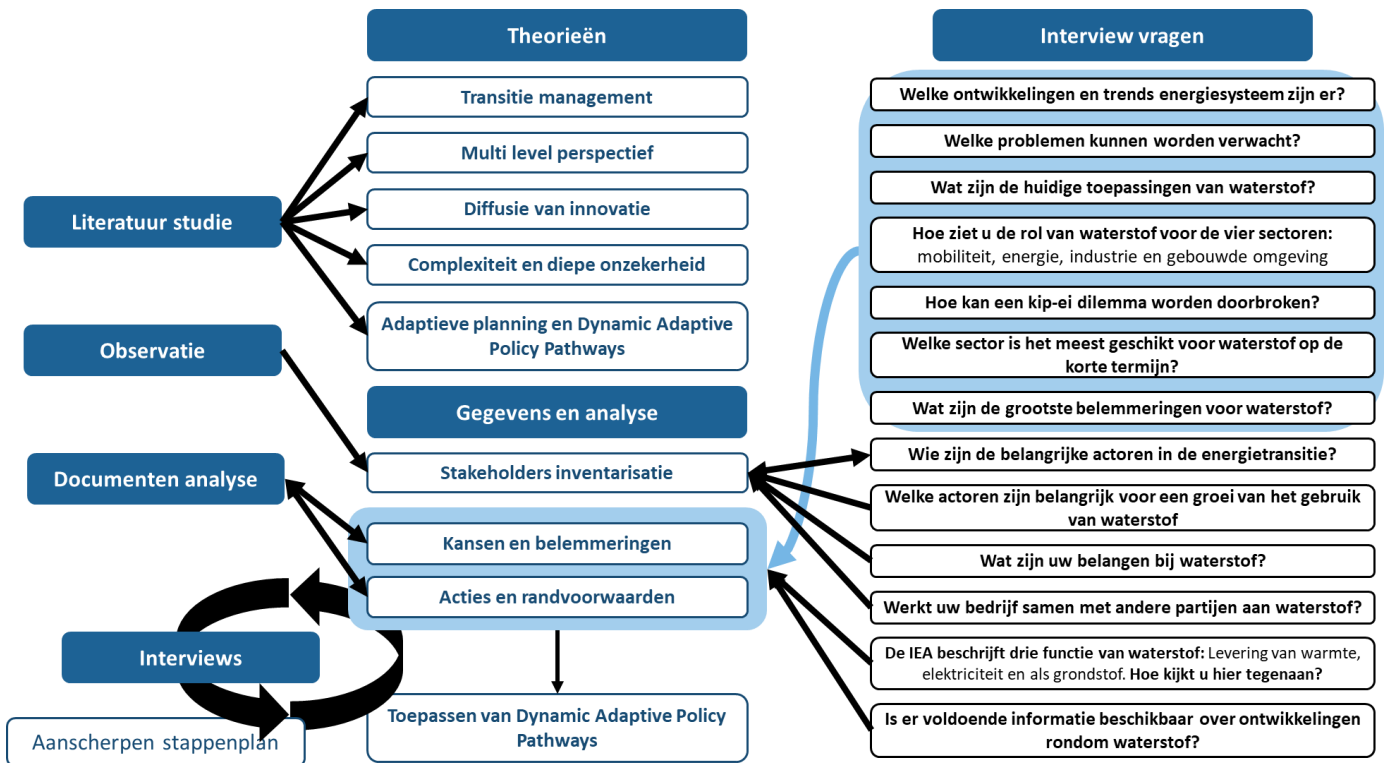 Theorieën
Transitie management
Multi level perspectief
Diffusie van innovatie
Complexiteit en diepe onzekerheid
Adaptieve planning en Dynamic Adaptive
Policy Pathways
Literatuur studie
Observatie
Documenten analyse
Interviews
Aanscherpen stappenplan
Gegevens en analyse
Stakeholders inventarisatie
Kansen en belemmeringen
Acties en randvoorwaarden
Toepassen van Dynamic Adaptive Policy
Pathways
Interview vragen
Welke ontwikkelingen en trends energiesysteem zijn er?
Welke problemen kunnen worden verwacht?
Wat zijn de huidige toepassingen van waterstof?
Hoe ziet u de rol van waterstof voor de vier sectoren:
mobiliteit, energie, industrie en gebouwde omgeving
Hoe kan een kip-ei dilemma worden doorbroken?
Welke sector is het meest geschikt voor waterstof op de
korte termijn?
Wat zijn de grootste belemmeringen voor waterstof?
Wie zijn de belangrijke actoren in de energietransitie?
Welke actoren zijn belangrijk voor een groei van het gebruik
van waterstof
Wat zijn uw belangen bij waterstof?
Werkt uw bedrijf samen met andere partijen aan waterstof?
De IEA beschrijft drie functie van waterstof: Levering van warmte,
elektriciteit en als grondstof. Hoe kijkt u hier tegenaan?
Is er voldoende informatie beschikbaar over ontwikkelingen
rondom waterstof?